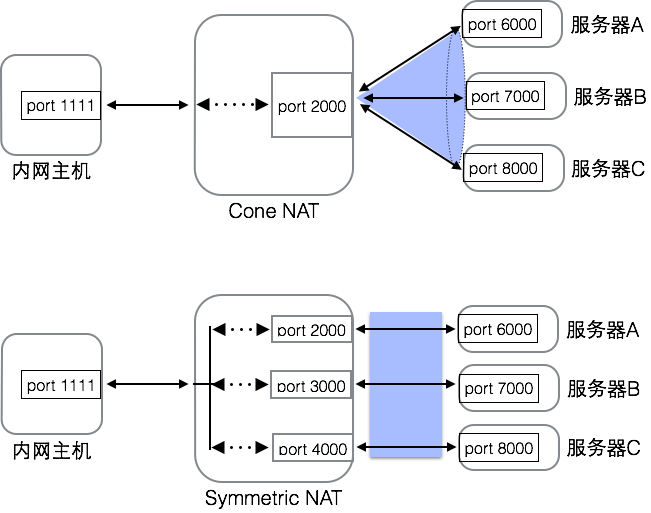 port 6000 服务器A
port 1111 port 2000 port 7000 服务器B
内网主机 port 8000 服务器C
Cone NAT
port 2000 port 6000 服务器A
port 1111 port 3000 port 7000 服务器B
内网主机 port 4000 port 8000 服务器C
Symmetric NAT